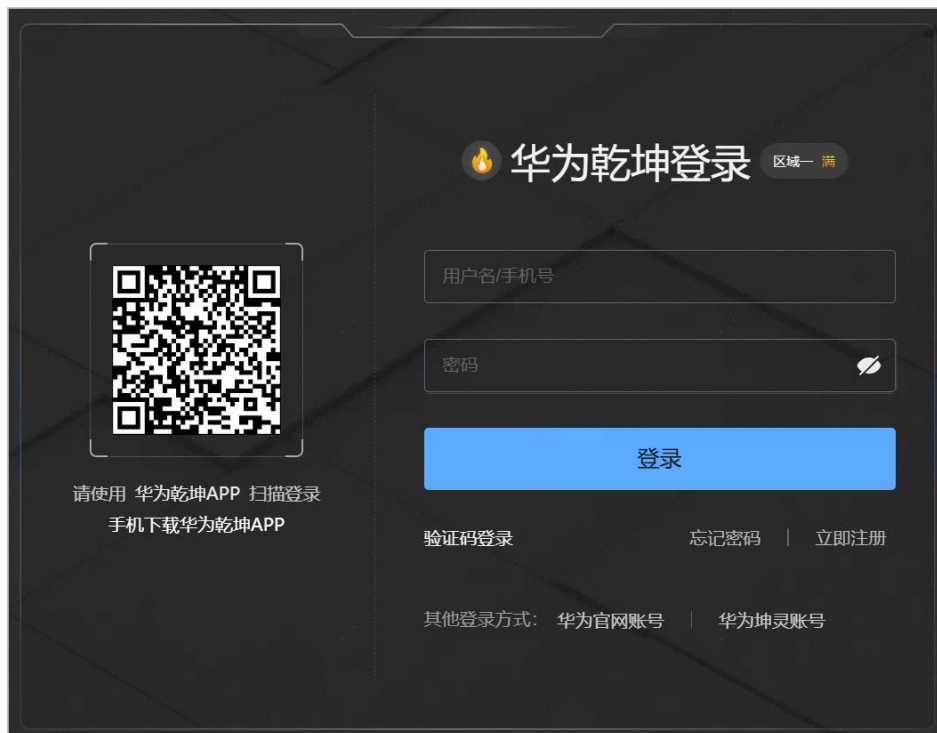 华为乾坤登录 区域一 满
用户名/手机号
密码
登录
验证码登录 忘记密码 | 立即注册
其他登录方式: 华为官网账号 | 华为坤灵账号
请使用 华为乾坤APP 扫描登录
手机下载华为乾坤APP